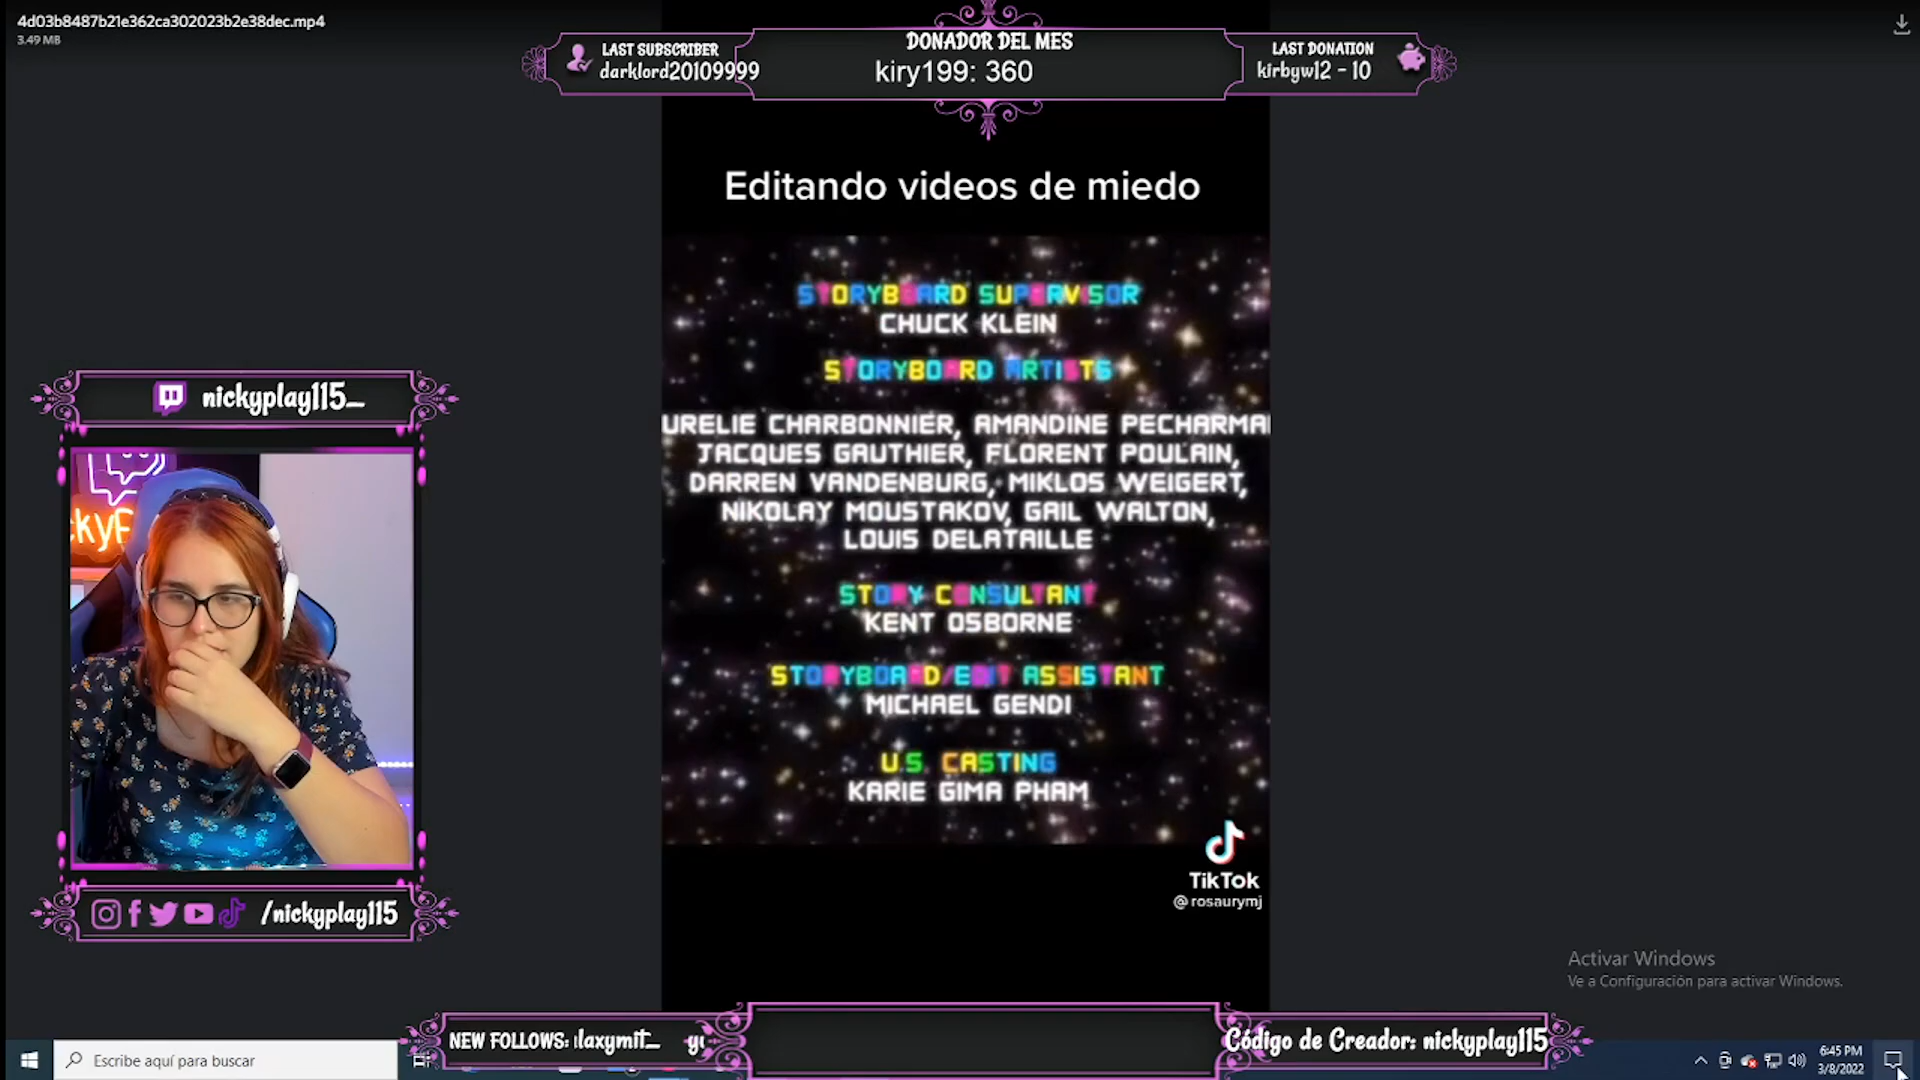 4d03b8487b21e362ca302023b2e38dec.mp4
3.49 MB
LAST SUBSCRIBER
darklord20109999
DONADOR DEL MES
kiry199: 360
LAST DONATION
kirbyw12 - 10
Editando videos de miedo
STORYBOARD SUPERVISOR
CHUCK KLEIN
STORYBOARD ARTISTS
URELIE CHARBONNIER, AMANDINE PECHARMA
JACQUES GAUTHIER, FLORENT POULAIN,
DARREN VANDENBURG, MIKLOS WEIGERT,
NIKOLAY MOUSTAKOV, GAIL WALTON,
LOUIS DELATAILLE
STORY CONSULTANT
KENT OSBORNE
STORYBOARD/EDIT ASSISTANT
MICHAEL GENDI
U.S. CASTING
KARIE GIMA PHAM
TikTok
@rosaurymj
nickyplay115_
ckyP
/nickyplay115
Activar Windows
Ve a Configuración para activar Windows.
NEW FOLLOWS: laxymit_
Código de Creador: nickyplay115
Escribe aquí para buscar
6:45 PM
3/8/2022